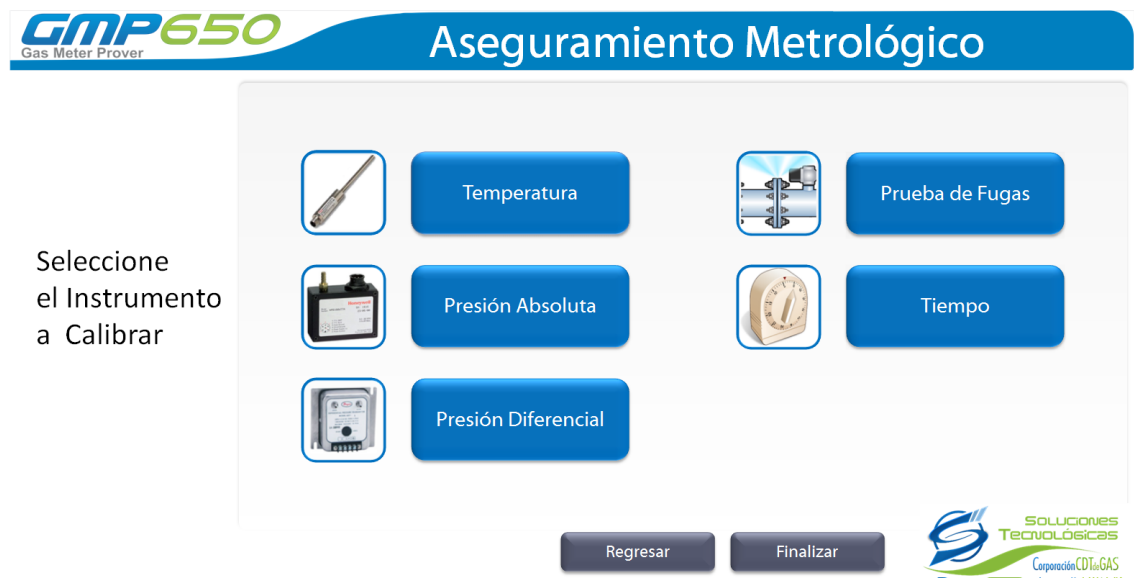 GMP650
Gas Meter Prover
Aseguramiento Metrológico
Seleccione
el Instrumento
a Calibrar
Temperatura
Prueba de Fugas
Presión Absoluta
Tiempo
Presión Diferencial
Regresar
Finalizar
Soluciones
Tecnológicas
Corporación CDT de GAS
Honeywell